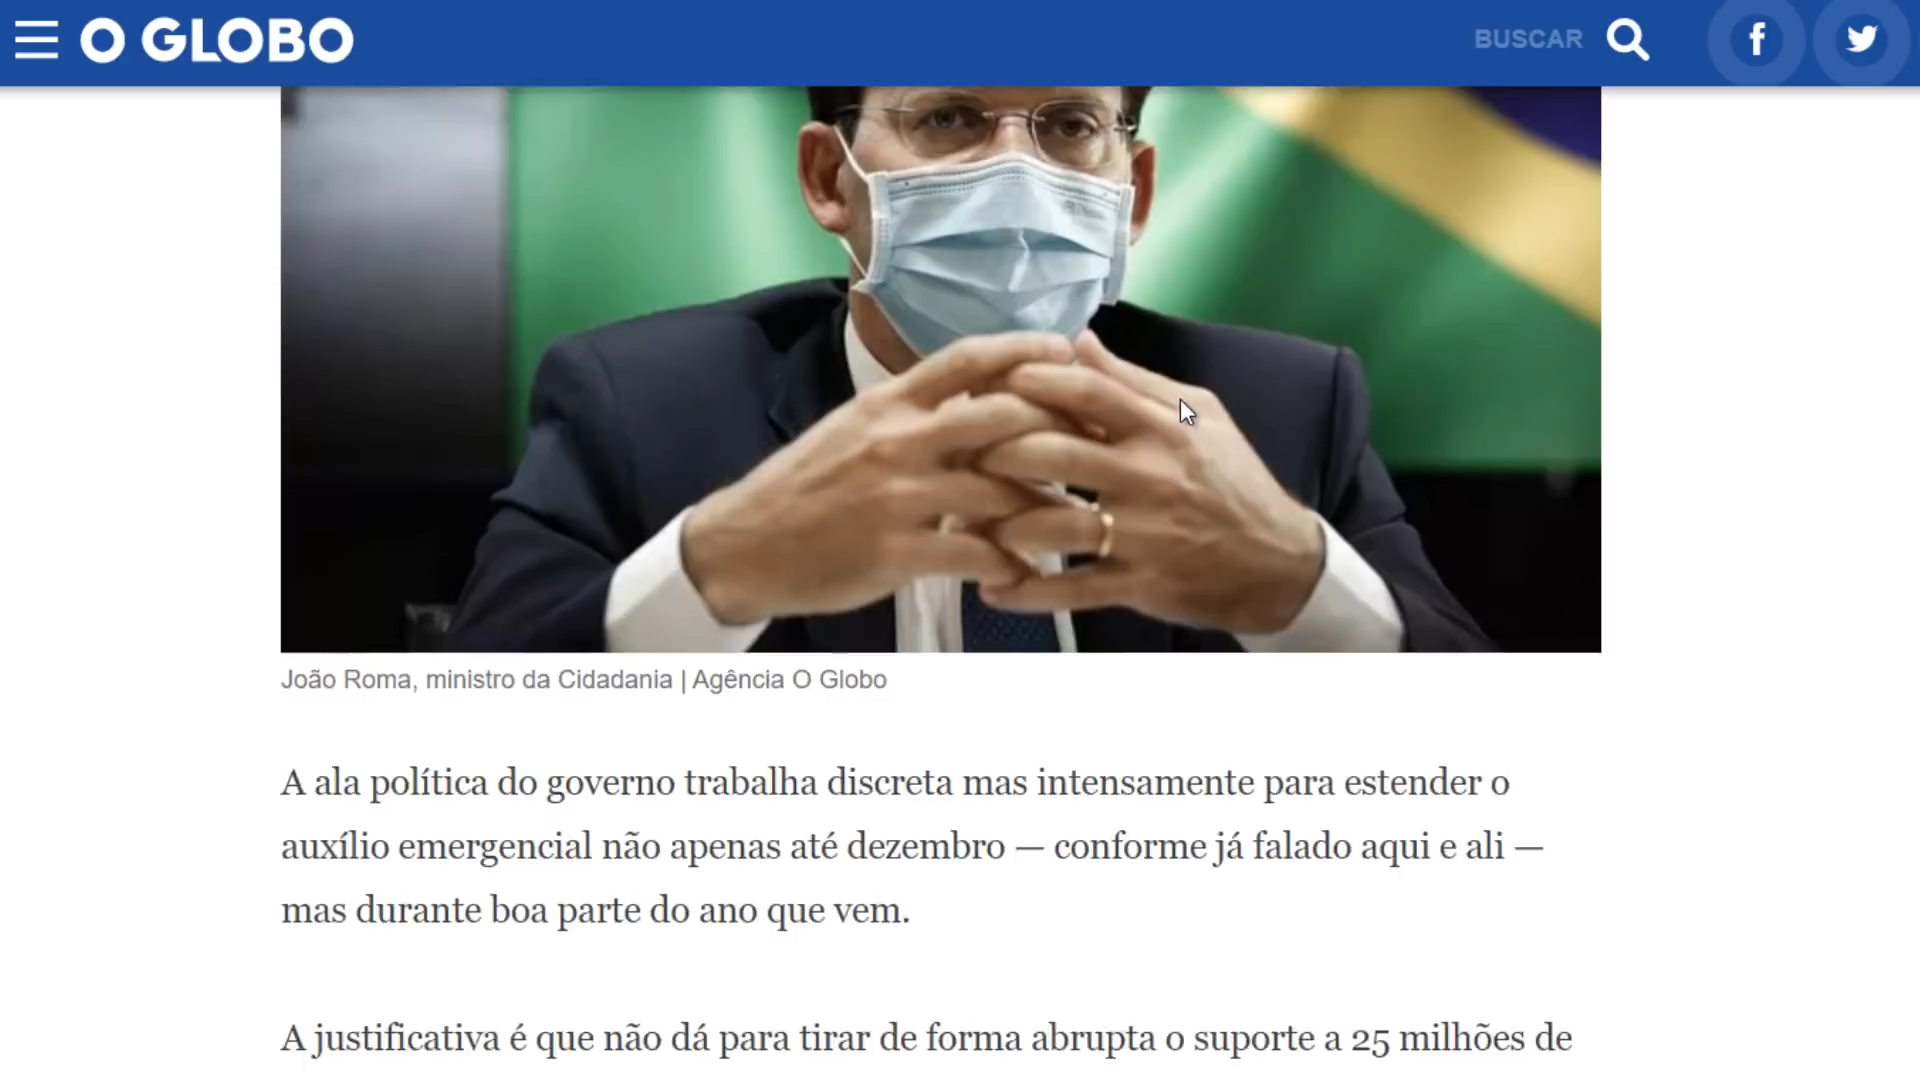 O GLOBO
BUSCAR
João Roma, ministro da Cidadania | Agência O Globo
A ala política do governo trabalha discreta mas intensamente para estender o
auxílio emergencial não apenas até dezembro — conforme já falado aqui e ali —
mas durante boa parte do ano que vem.
A justificativa é que não dá para tirar de forma abrupta o suporte a 25 milhões de